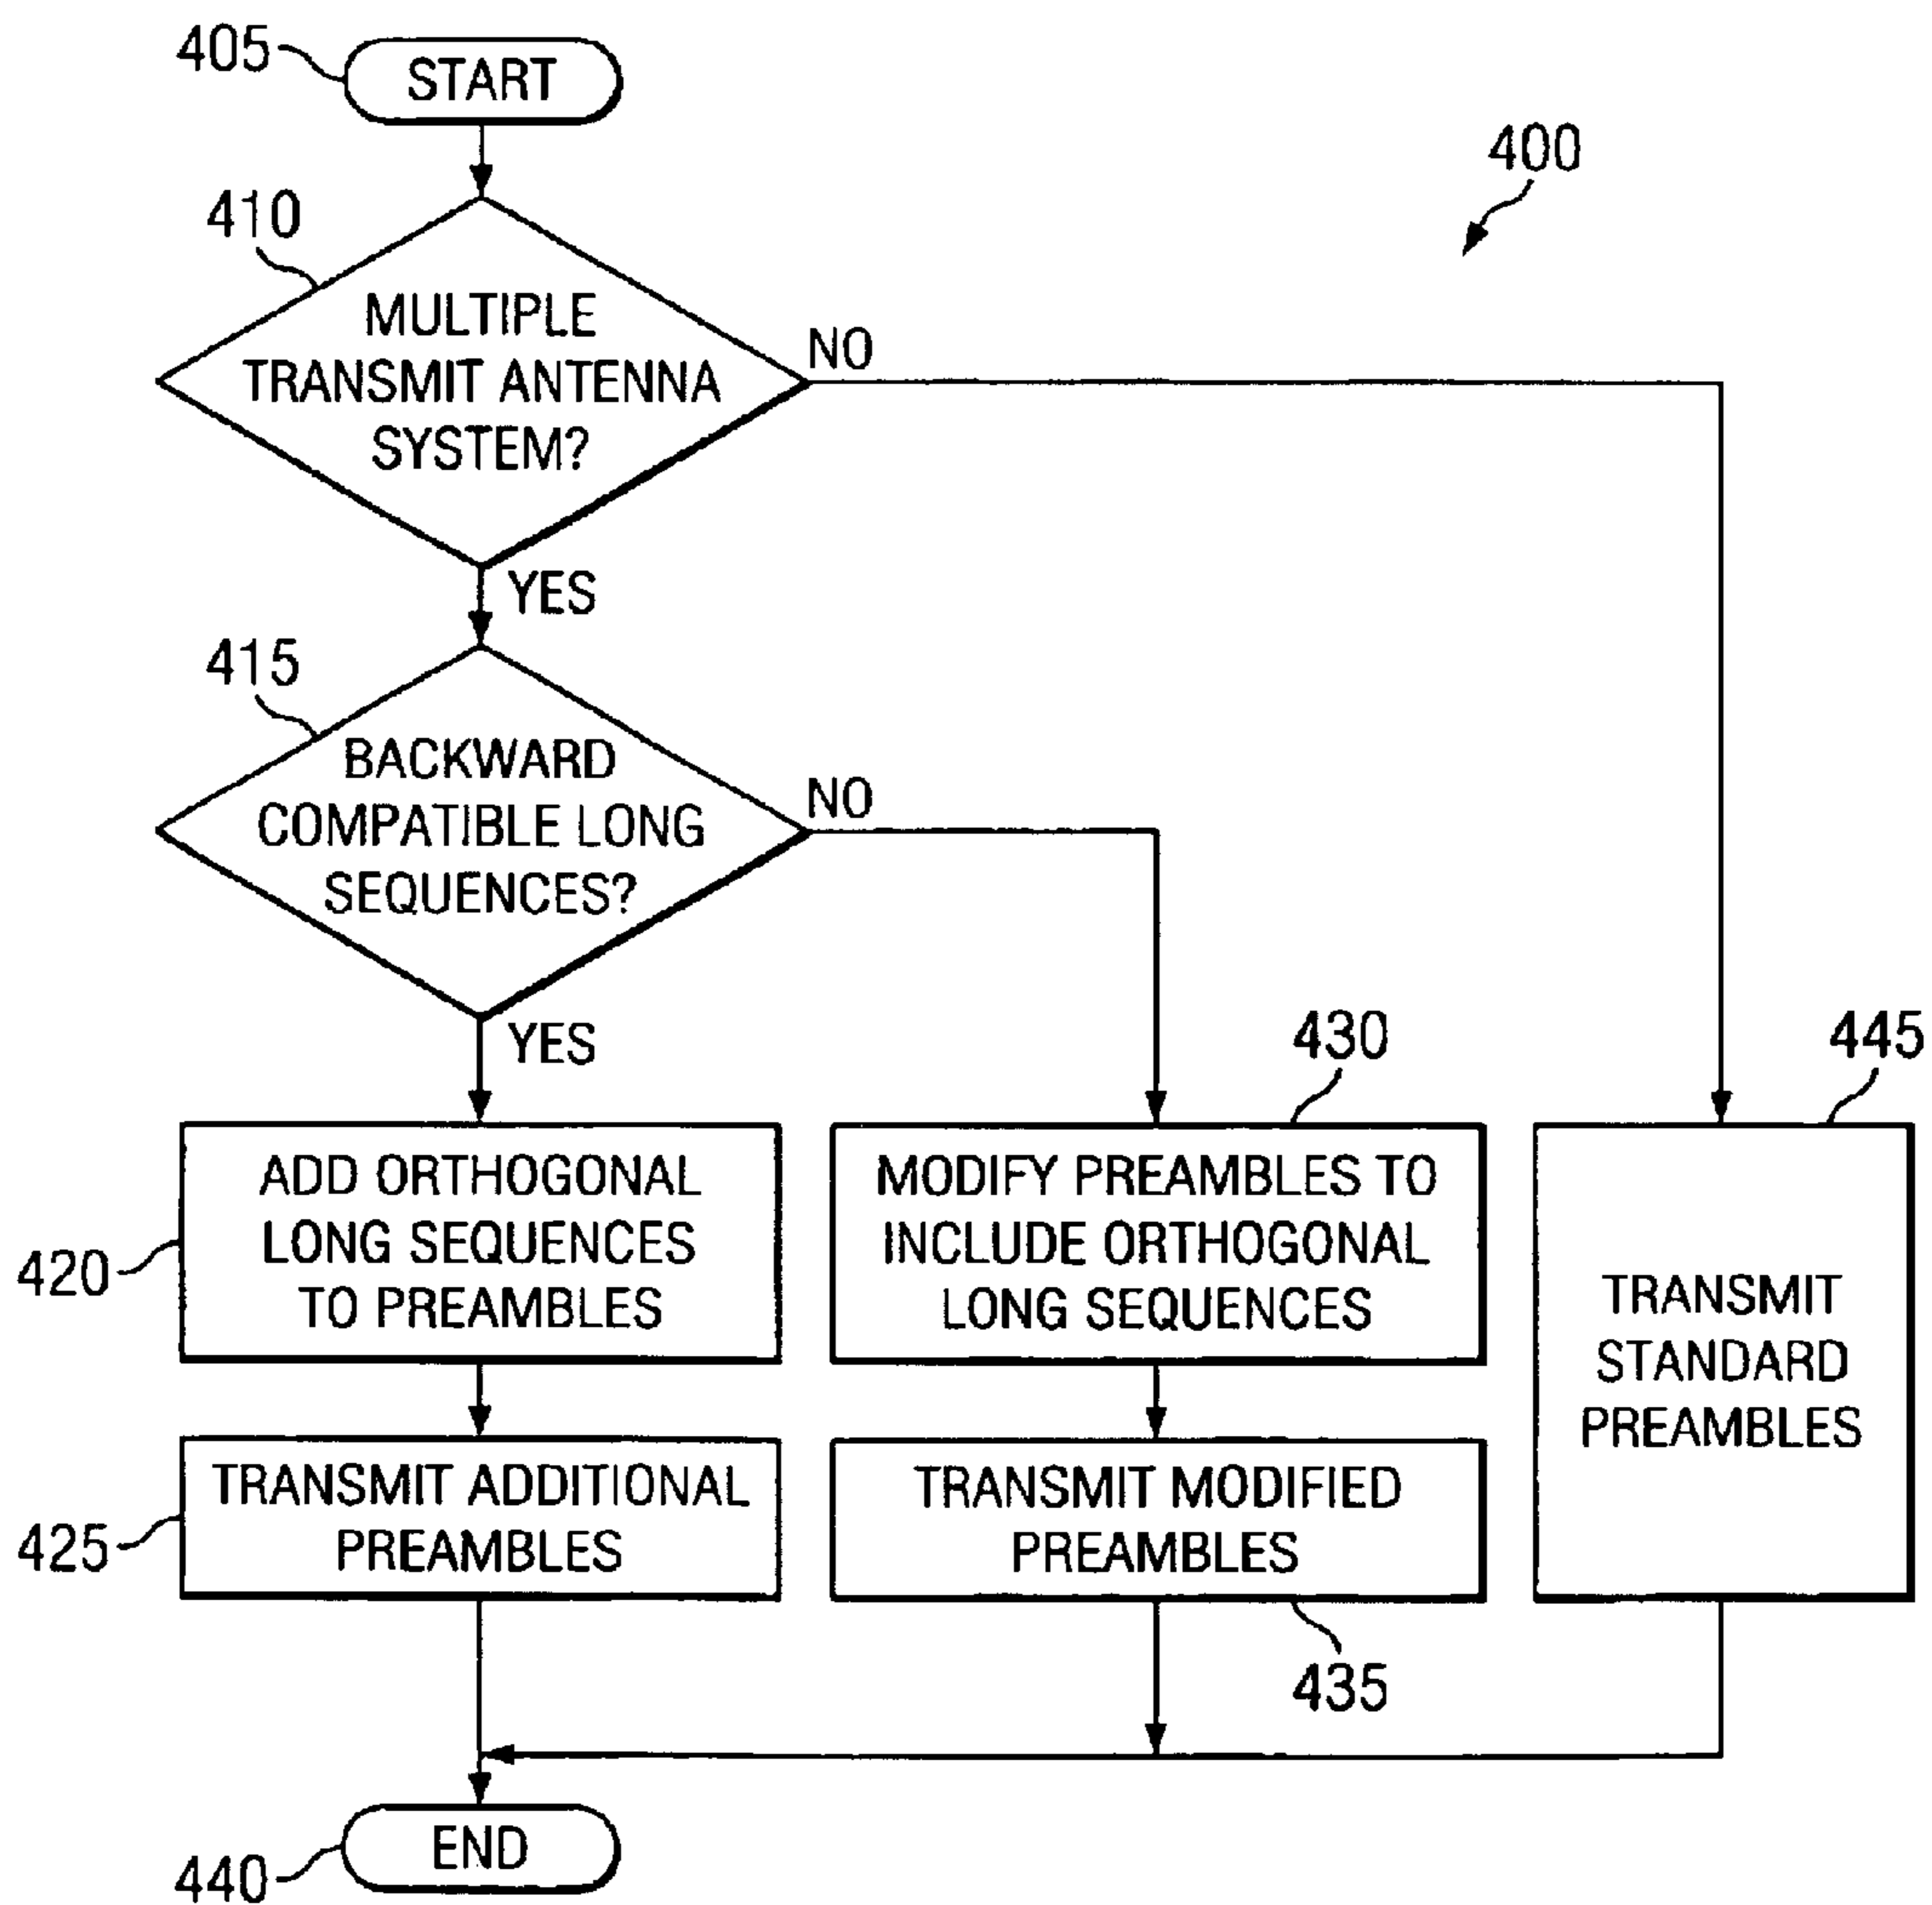 405
START
400
410
MULTIPLE
TRANSMIT ANTENNA
SYSTEM?
NO
YES
415
BACKWARD
COMPATIBLE LONG
SEQUENCES?
NO
YES
430
445
420
ADD ORTHOGONAL
LONG SEQUENCES
TO PREAMBLES
MODIFY PREAMBLES TO
INCLUDE ORTHOGONAL
LONG SEQUENCES
TRANSMIT
STANDARD
PREAMBLES
425
TRANSMIT ADDITIONAL
PREAMBLES
TRANSMIT MODIFIED
PREAMBLES
435
END
440